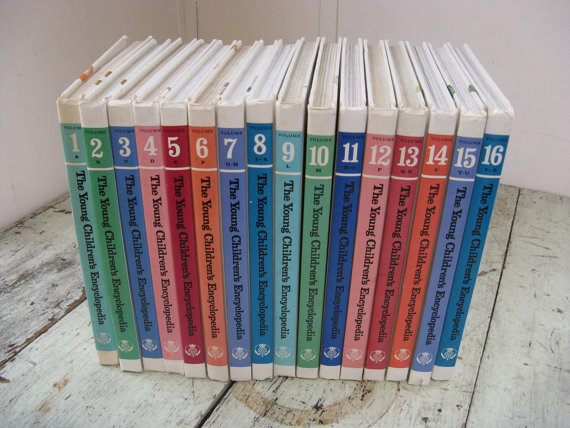 VOLUME
1
A
The Young Children's Encyclopedia
VOLUME
2
B
The Young Children's Encyclopedia
VOLUME
3
C
The Young Children's Encyclopedia
VOLUME
4
D
The Young Children's Encyclopedia
VOLUME
5
E
The Young Children's Encyclopedia
VOLUME
6
F
The Young Children's Encyclopedia
VOLUME
7
G-H
The Young Children's Encyclopedia
VOLUME
8
I-K
The Young Children's Encyclopedia
VOLUME
9
L
The Young Children's Encyclopedia
VOLUME
10
M
The Young Children's Encyclopedia
VOLUME
11
N-O
The Young Children's Encyclopedia
VOLUME
12
P
The Young Children's Encyclopedia
VOLUME
13
Q-R
The Young Children's Encyclopedia
VOLUME
14
S
The Young Children's Encyclopedia
VOLUME
15
T-U
The Young Children's Encyclopedia
VOLUME
16
V-Z
The Young Children's Encyclopedia